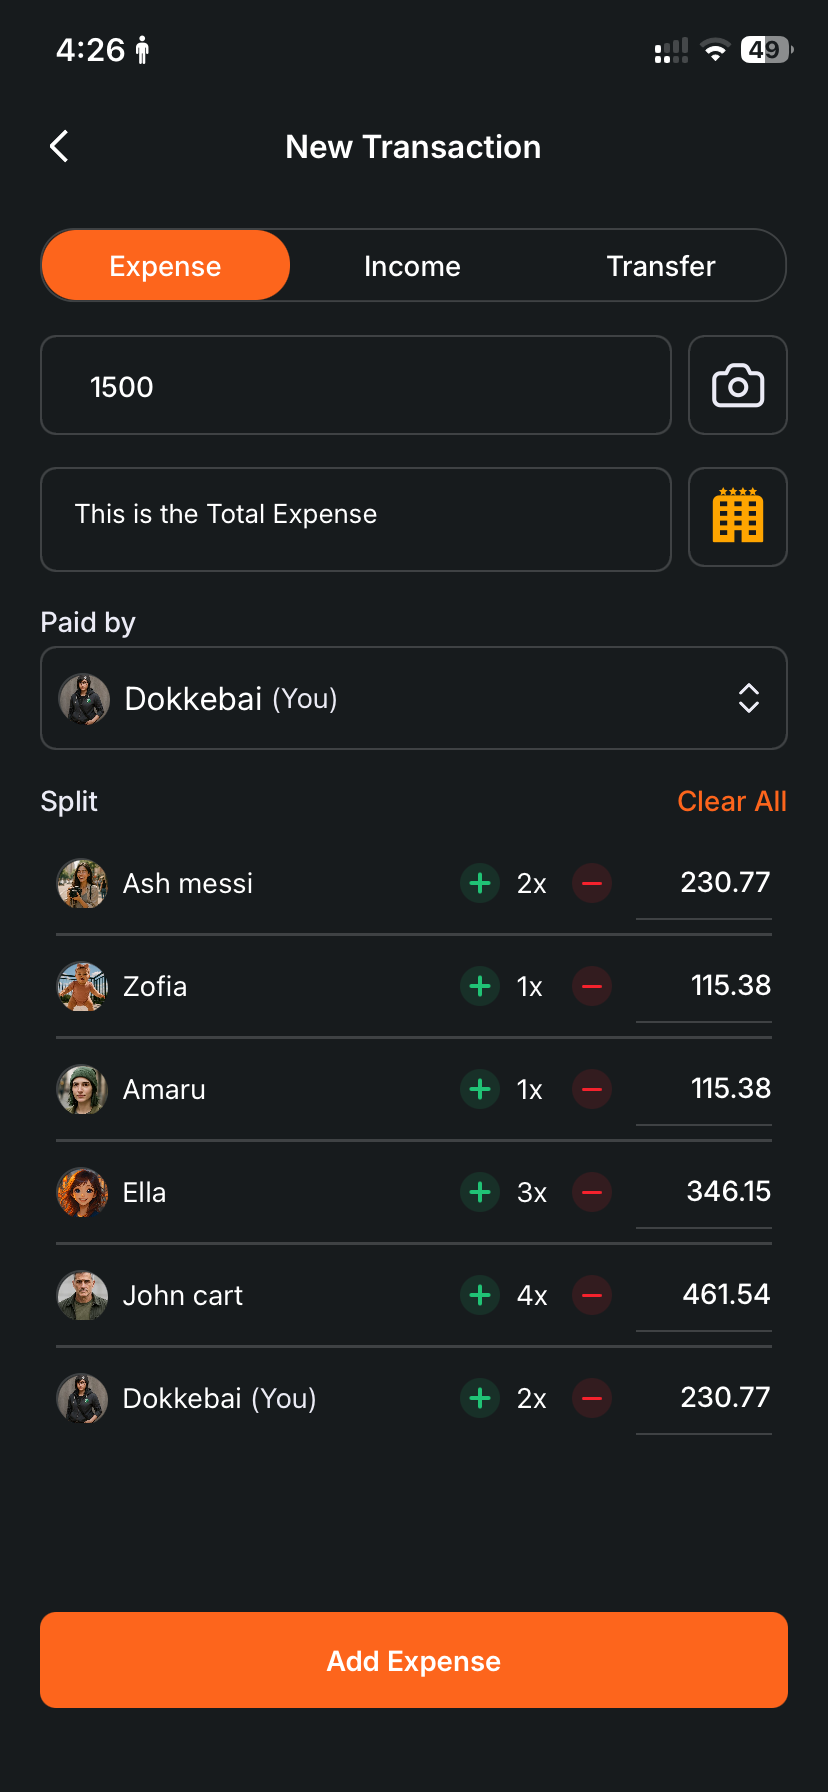 4:26
49
New Transaction
Expense Income Transfer
1500
This is the Total Expense
Paid by
Dokkebai (You)
Split Clear All
Ash messi 2x 230.77
Zofia 1x 115.38
Amaru 1x 115.38
Ella 3x 346.15
John cart 4x 461.54
Dokkebai (You) 2x 230.77
Add Expense